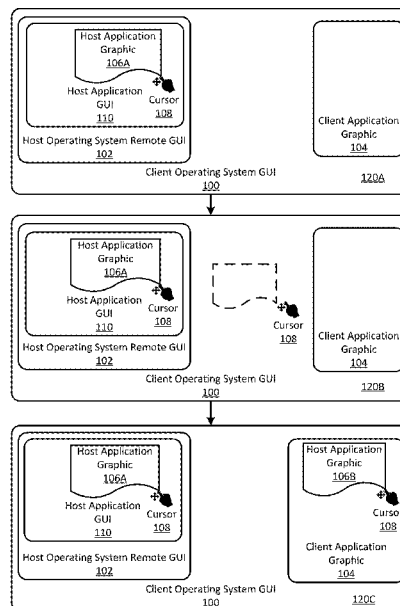 Host Application
Graphic
106A
Host Application
GUI
110
Cursor
108
Host Operating System Remote GUI
102
Client Application
Graphic
104
Client Operating System GUI
100
120A
Host Application
Graphic
106A
Host Application
GUI
110
Cursor
108
Host Operating System Remote GUI
102
Cursor
108
Client Application
Graphic
104
Client Operating System GUI
100
120B
Host Application
Graphic
106A
Host Application
GUI
110
Cursor
108
Host Operating System Remote GUI
102
Host Application
Graphic
106B
Cursor
108
Client Application
Graphic
104
Client Operating System GUI
100
120C